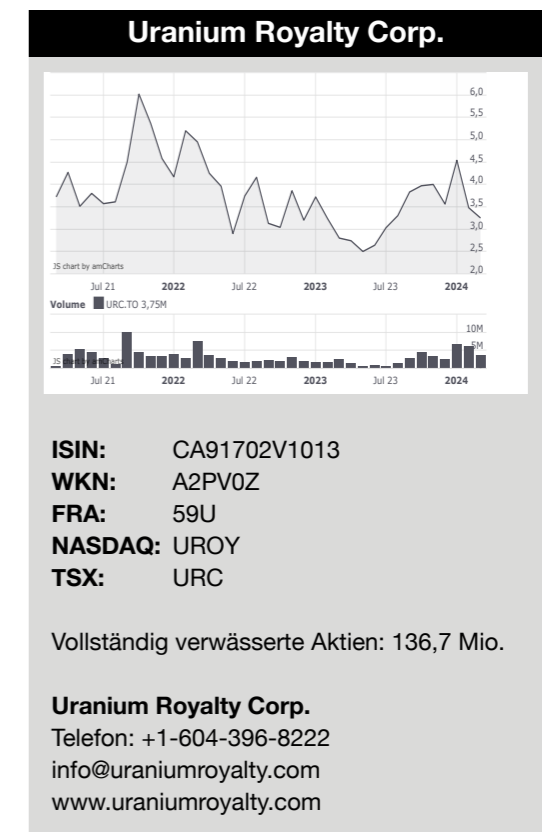 Uranium Royalty Corp.
6,0
5,5
5,0
4,5
4,0
3,5
3,0
2,5
2,0
JS chart by amCharts
Jul 21 2022 Jul 22 2023 Jul 23 2024
Volume URC.TO 3,75M
10M
5M
JS chart by amCharts
Jul 21 2022 Jul 22 2023 Jul 23 2024
ISIN: CA91702V1013
WKN: A2PV0Z
FRA: 59U
NASDAQ: UROY
TSX: URC
Vollständig verwässerte Aktien: 136,7 Mio.
Uranium Royalty Corp.
Telefon: +1-604-396-8222
info@uraniumroyalty.com
www.uraniumroyalty.com